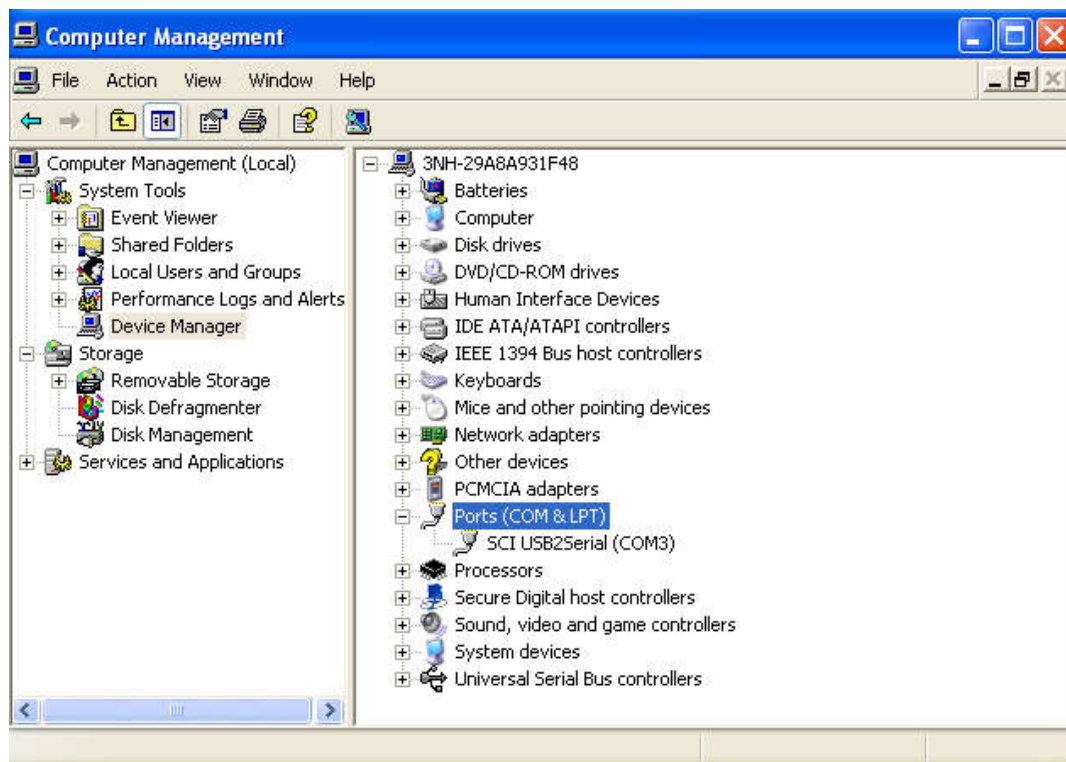 Computer Management
File Action View Window Help
Computer Management (Local)
System Tools
Event Viewer
Shared Folders
Local Users and Groups
Performance Logs and Alerts
Device Manager
Storage
Removable Storage
Disk Defragmenter
Disk Management
Services and Applications
3NH-29A8A931F48
Batteries
Computer
Disk drives
DVD/CD-ROM drives
Human Interface Devices
IDE ATA/ATAPI controllers
IEEE 1394 Bus host controllers
Keyboards
Mice and other pointing devices
Network adapters
Other devices
PCMCIA adapters
Ports (COM & LPT)
SCI USB2Serial (COM3)
Processors
Secure Digital host controllers
Sound, video and game controllers
System devices
Universal Serial Bus controllers